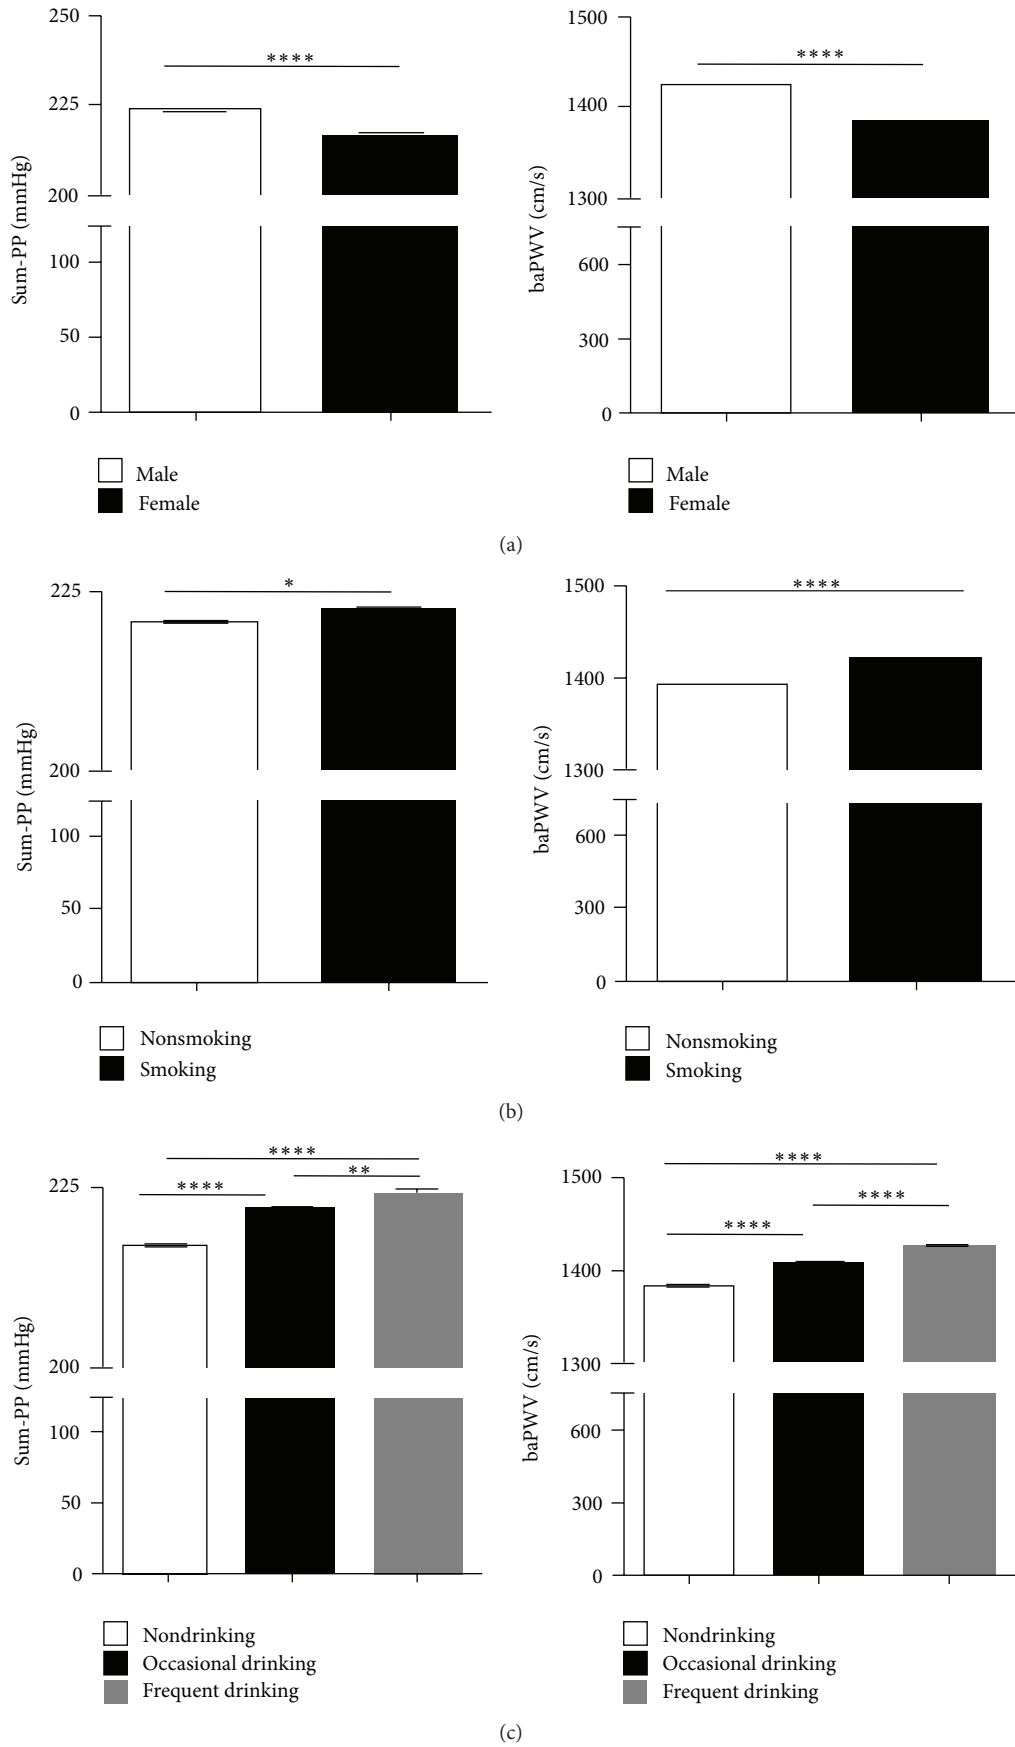 250
225
200
100
50
0
Sum-PP (mmHg)
****
Male
Female
1500
1400
1300
600
300
0
baPWV (cm/s)
****
Male
Female
(a)
225
200
100
50
0
Sum-PP (mmHg)
*
Nonsmoking
Smoking
1500
1400
1300
600
300
0
baPWV (cm/s)
****
Nonsmoking
Smoking
(b)
225
200
100
50
0
Sum-PP (mmHg)
****
**
****
Nondrinking
Occasional drinking
Frequent drinking
1500
1400
1300
600
300
0
baPWV (cm/s)
****
****
****
Nondrinking
Occasional drinking
Frequent drinking
(c)